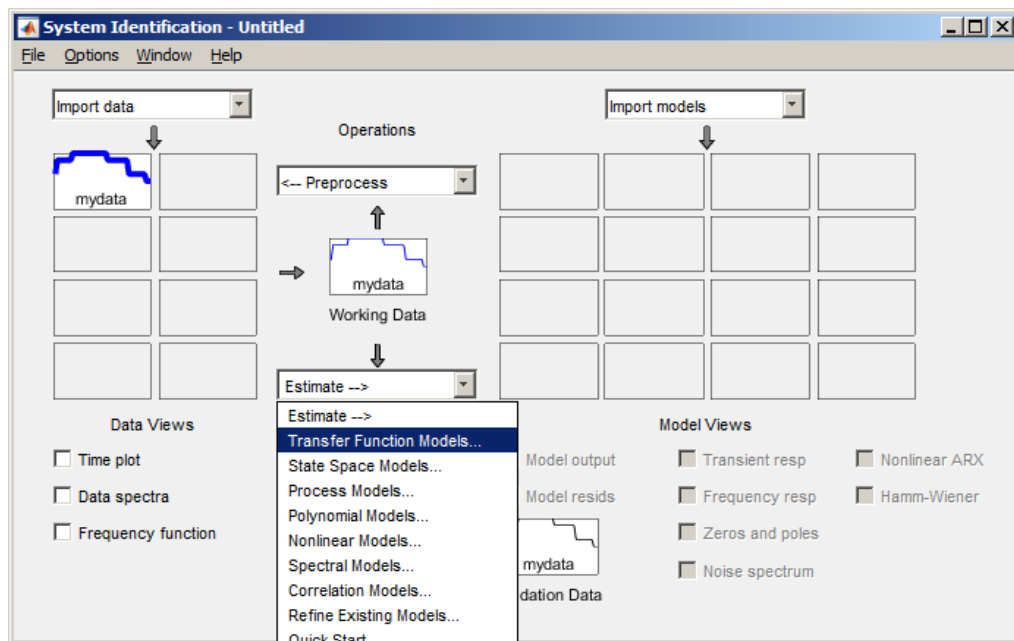 System Identification - Untitled
File Options Window Help
Import data
Import models
Operations
mydata
<-- Preprocess
mydata
Working Data
Estimate -->
Estimate -->
Transfer Function Models...
State Space Models...
Process Models...
Polynomial Models...
Nonlinear Models...
Spectral Models...
Correlation Models...
Refine Existing Models...
Quick Start
Data Views
Time plot
Data spectra
Frequency function
Model Views
Model output
Transient resp
Nonlinear ARX
Model resids
Frequency resp
Hamm-Wiener
Zeros and poles
mydata
Noise spectrum
dation Data